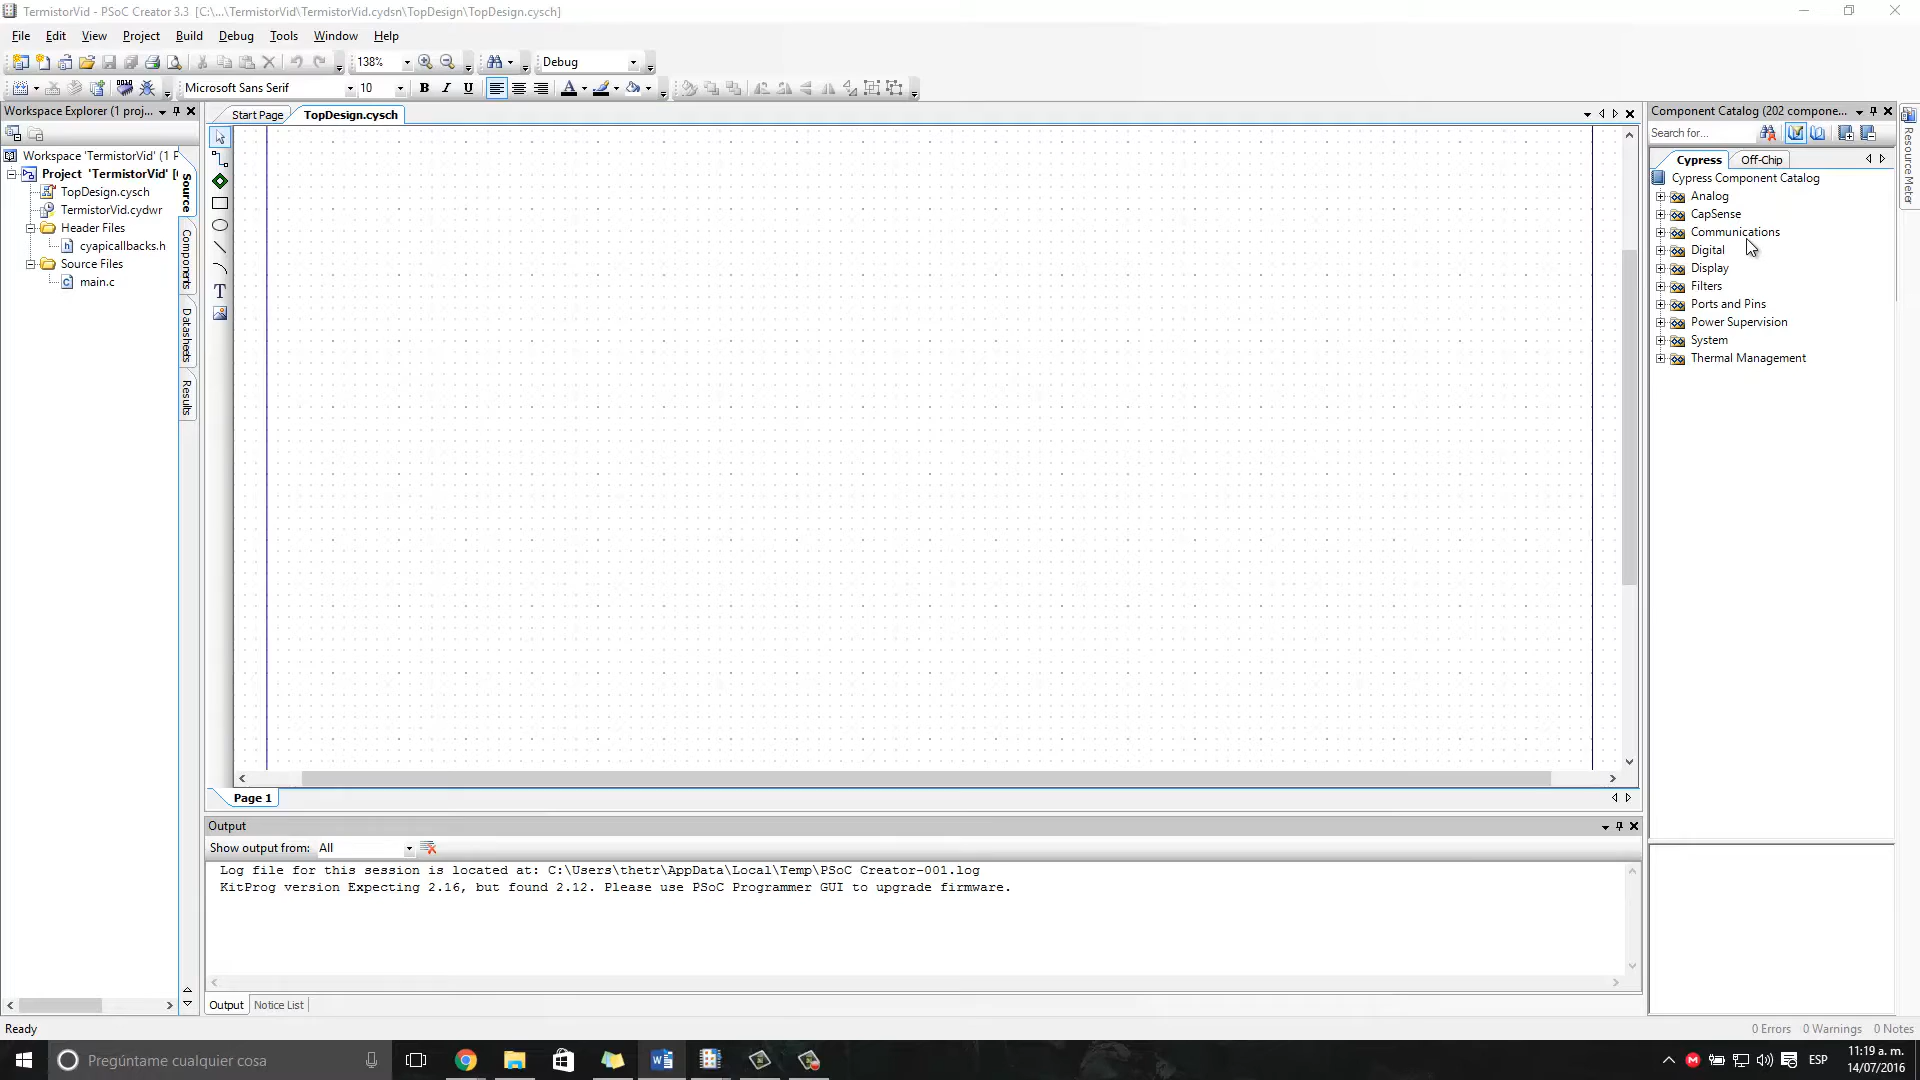 TermistorVid - PSoC Creator 3.3 [C:\...\TermistorVid\TermistorVid.cydsn\TopDesign\TopDesign.cysch]
File Edit View Project Build Debug Tools Window Help
138% Debug
Microsoft Sans Serif 10 B I U A
Workspace Explorer (1 proj...
Workspace 'TermistorVid' (1 P
Project 'TermistorVid' [
TopDesign.cysch
TermistorVid.cydwr
Header Files
cyapicallbacks.h
Source Files
main.c
Source
Components
Datasheets
Results
Start Page TopDesign.cysch
T
Page 1
Output
Show output from: All
Log file for this session is located at: C:\Users\thetr\AppData\Local\Temp\PSoC Creator-001.log
KitProg version Expecting 2.16, but found 2.12. Please use PSoC Programmer GUI to upgrade firmware.
Output Notice List
Component Catalog (202 compone...
Search for...
Cypress Off-Chip
Cypress Component Catalog
Analog
CapSense
Communications
Digital
Display
Filters
Ports and Pins
Power Supervision
System
Thermal Management
Resource Meter
Ready 0 Errors 0 Warnings 0 Notes
Pregúntame cualquier cosa
ESP
11:19 a. m.
14/07/2016